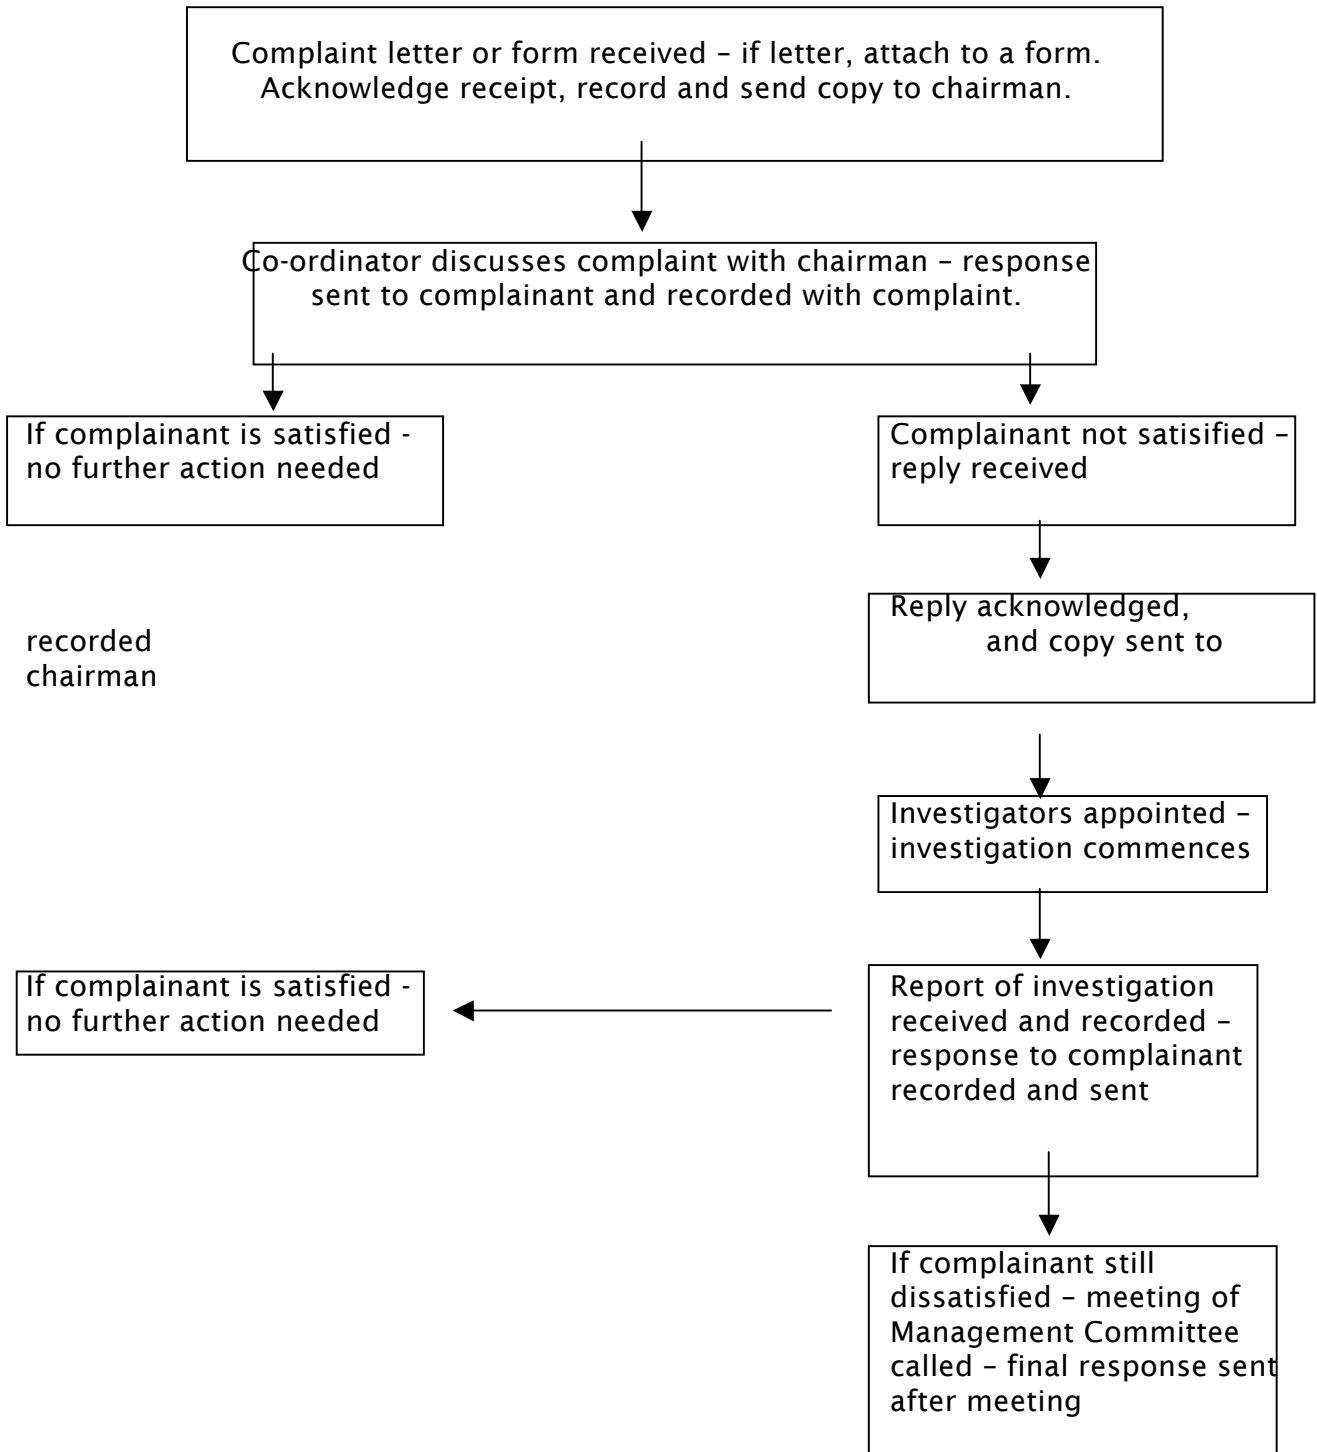 Complaint letter or form received – if letter, attach to a form.
Acknowledge receipt, record and send copy to chairman.
Co-ordinator discusses complaint with chairman – response
sent to complainant and recorded with complaint.
If complainant is satisfied -
no further action needed
Complainant not satisified –
reply received
Reply acknowledged,
recorded
and copy sent to
chairman
Investigators appointed –
investigation commences
If complainant is satisfied -
no further action needed
Report of investigation
received and recorded –
response to complainant
recorded and sent
If complainant still
dissatisfied – meeting of
Management Committee
called – final response sent
after meeting